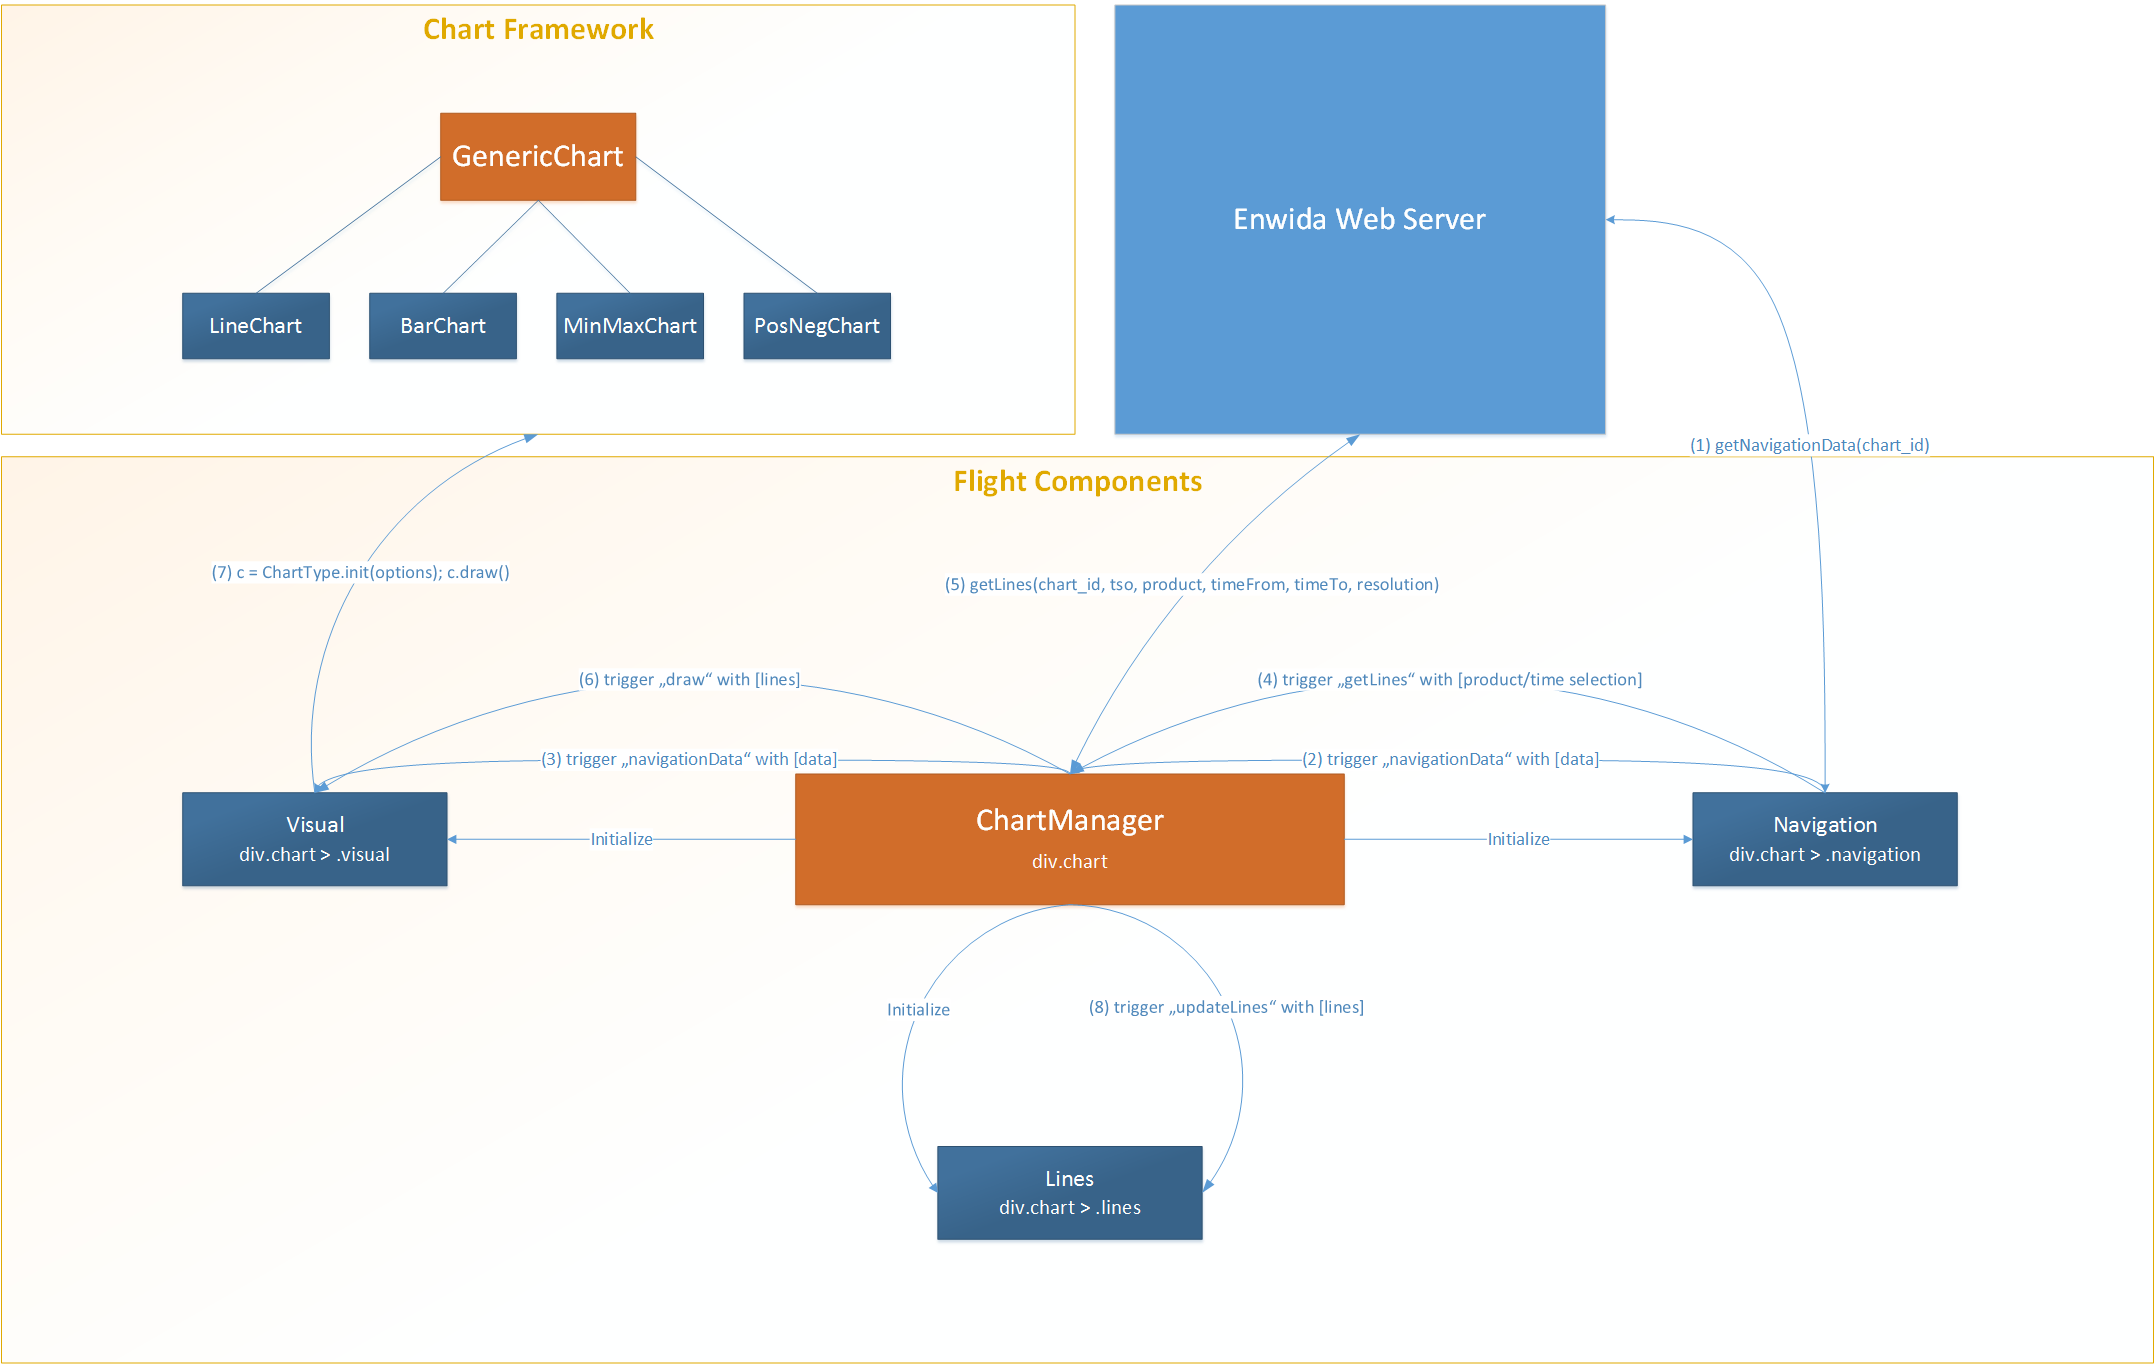 Chart Framework
GenericChart
Enwida Web Server
LineChart
BarChart
MinMaxChart
PosNegChart
(1) getNavigationData(chart_id)
Flight Components
(7) c = ChartType.init(options); c.draw()
(5) getLines(chart_id, tso, product, timeFrom, timeTo, resolution)
(6) trigger „draw“ with [lines]
(4) trigger „getLines“ with [product/time selection]
(3) trigger „navigationData“ with [data]
(2) trigger „navigationData“ with [data]
Visual
div.chart > .visual
Initialize
ChartManager
div.chart
Initialize
Navigation
div.chart > .navigation
Initialize
(8) trigger „updateLines“ with [lines]
Lines
div.chart > .lines